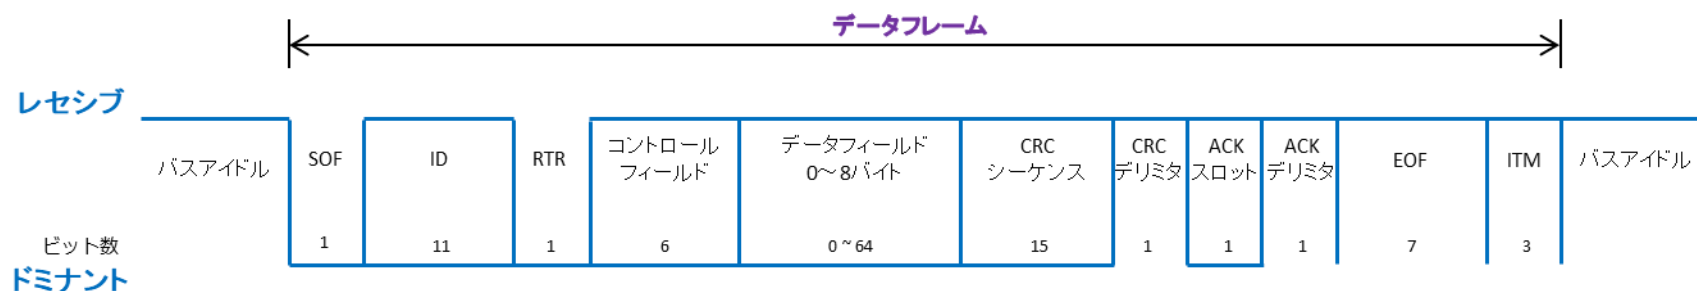 データフレーム
レセシブ
バスアイドル
SOF
ID
RTR
コントロール
フィールド
データフィールド
0～8バイト
CRC
シーケンス
CRC
デリミタ
ACK
スロット
ACK
デリミタ
EOF
ITM
バスアイドル
ビット数
1
11
1
6
0 ~ 64
15
1
1
1
7
3
ドミナント